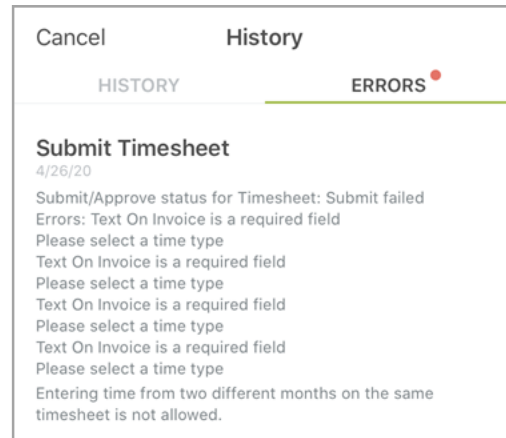 Cancel History
HISTORY ERRORS
Submit Timesheet
4/26/20
Submit/Approve status for Timesheet: Submit failed
Errors: Text On Invoice is a required field
Please select a time type
Text On Invoice is a required field
Please select a time type
Text On Invoice is a required field
Please select a time type
Text On Invoice is a required field
Please select a time type
Entering time from two different months on the same
timesheet is not allowed.